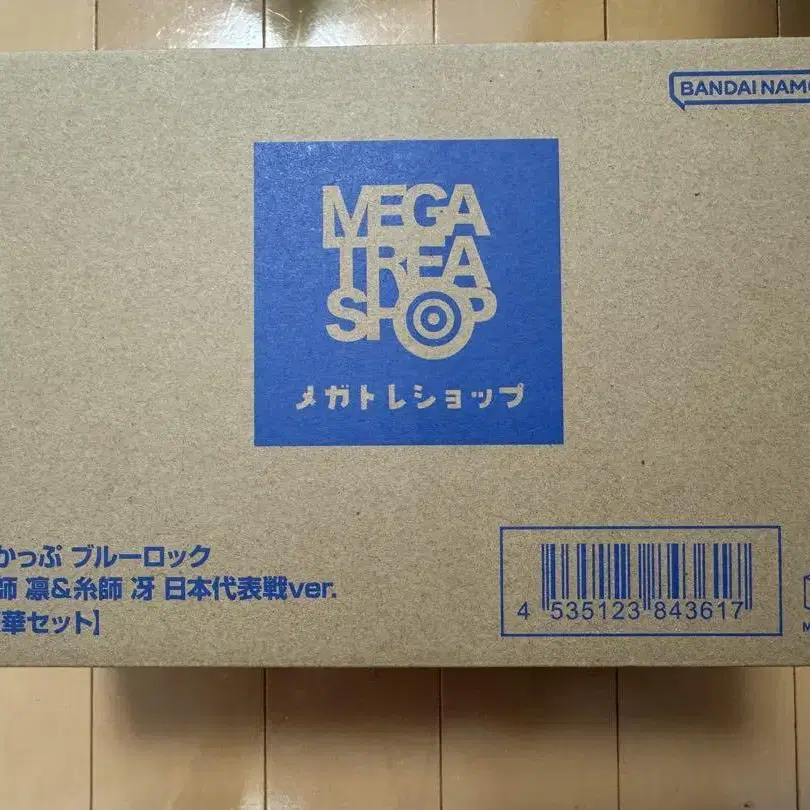 BANDAI NAMC
MEGA
TREA
SHOP
メガトレショップ
かっぷ ブルーロック
師 凛&糸師 冴 日本代表戦ver.
華セット】
4 535123 843617
M